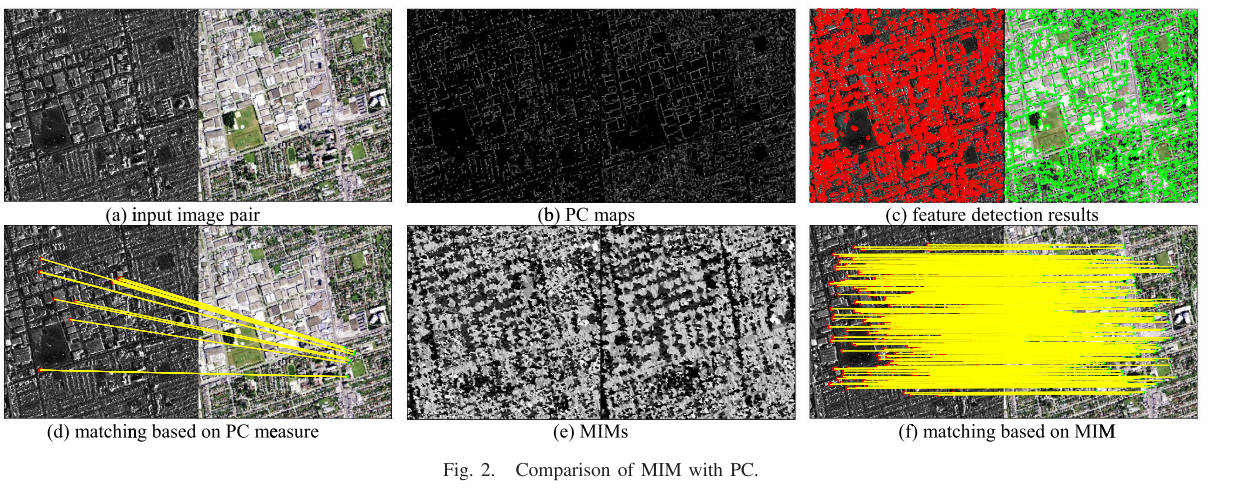 (a) input image pair
(b) PC maps
(c) feature detection results
(d) matching based on PC measure
(e) MIMs
(f) matching based on MIM
Fig. 2. Comparison of MIM with PC.